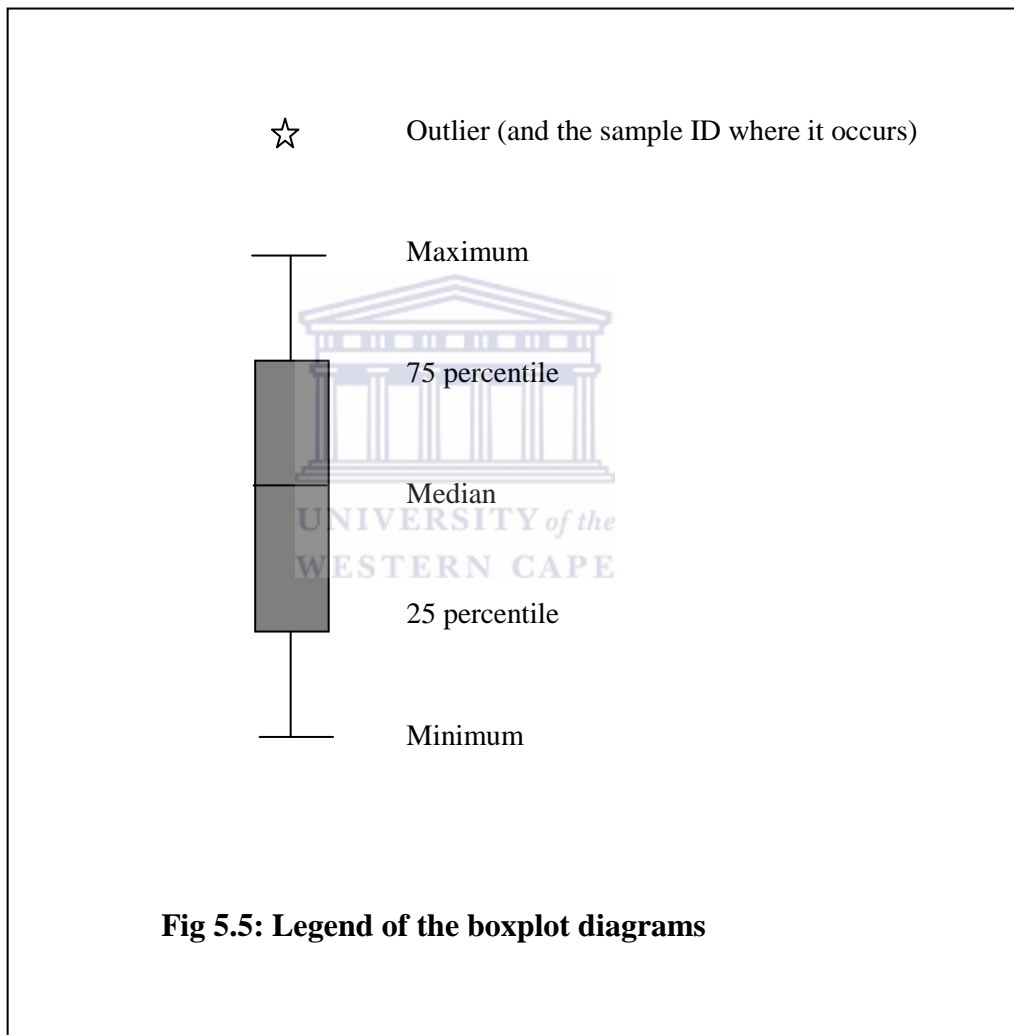 Outlier (and the sample ID where it occurs)
Maximum
75 percentile
Median
UNIVERSITY of the
WESTERN CAPE
25 percentile
Minimum
Fig 5.5: Legend of the boxplot diagrams